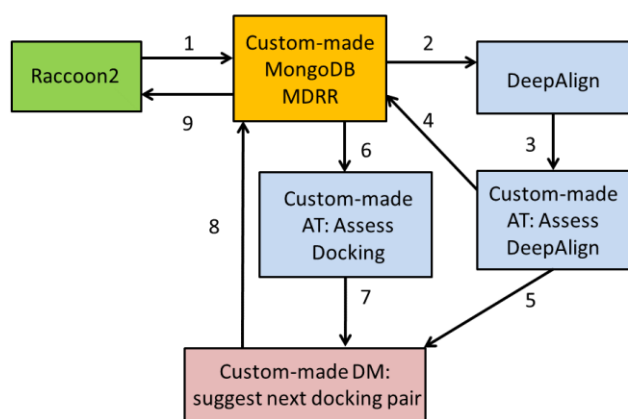 1
2
Custom-made
MongoDB
MDRR
Raccoon2
DeepAlign
9
4
3
6
Custom-made
AT: Assess
Docking
Custom-made
AT: Assess
DeepAlign
8
7
5
Custom-made DM:
suggest next docking pair